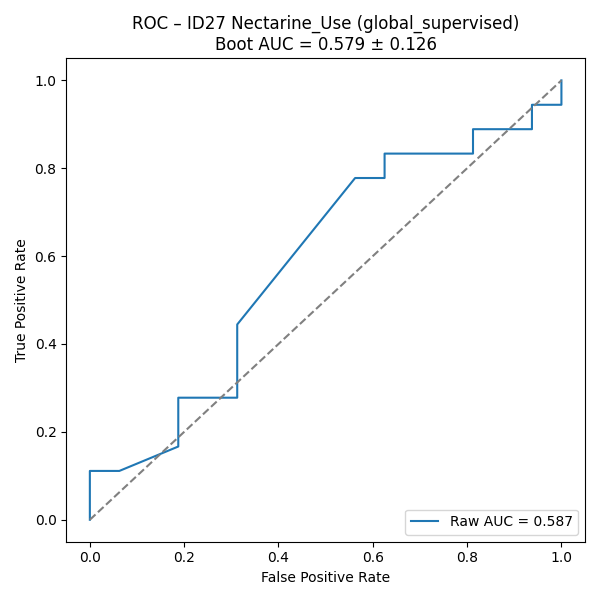 ROC – ID27 Nectarine_Use (global_supervised)
Boot AUC = 0.579 ± 0.126
True Positive Rate
1.0
0.8
0.6
0.4
0.2
0.0
Raw AUC = 0.587
0.0 0.2 0.4 0.6 0.8 1.0
False Positive Rate